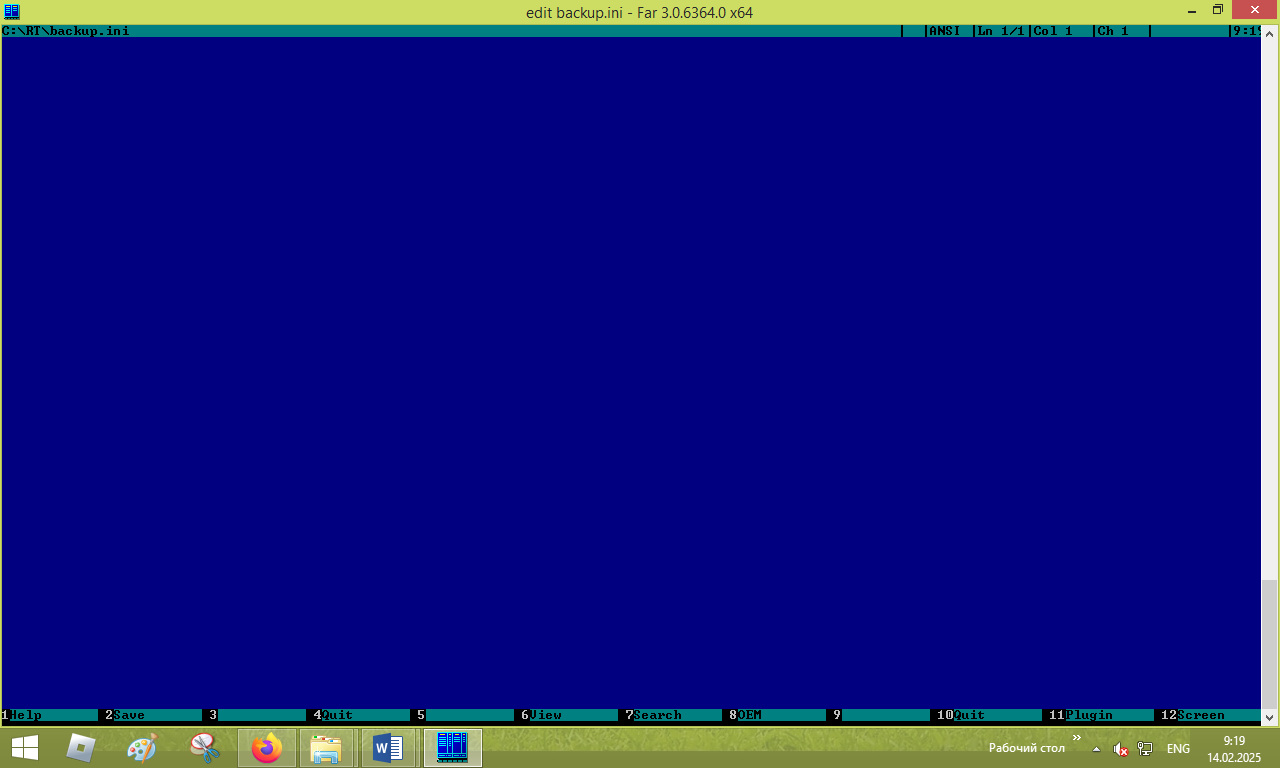 edit backup.ini - Far 3.0.6364.0 x64
C:\RT\backup.ini ANSI Ln 1/1 Col 1 Ch 1 9:19
1Help 2Save 3 4Quit 5 6View 7Search 8OEM 9 10Quit 11Plugin 12Screen
W Рабочий стол » ENG 9:19
14.02.2025